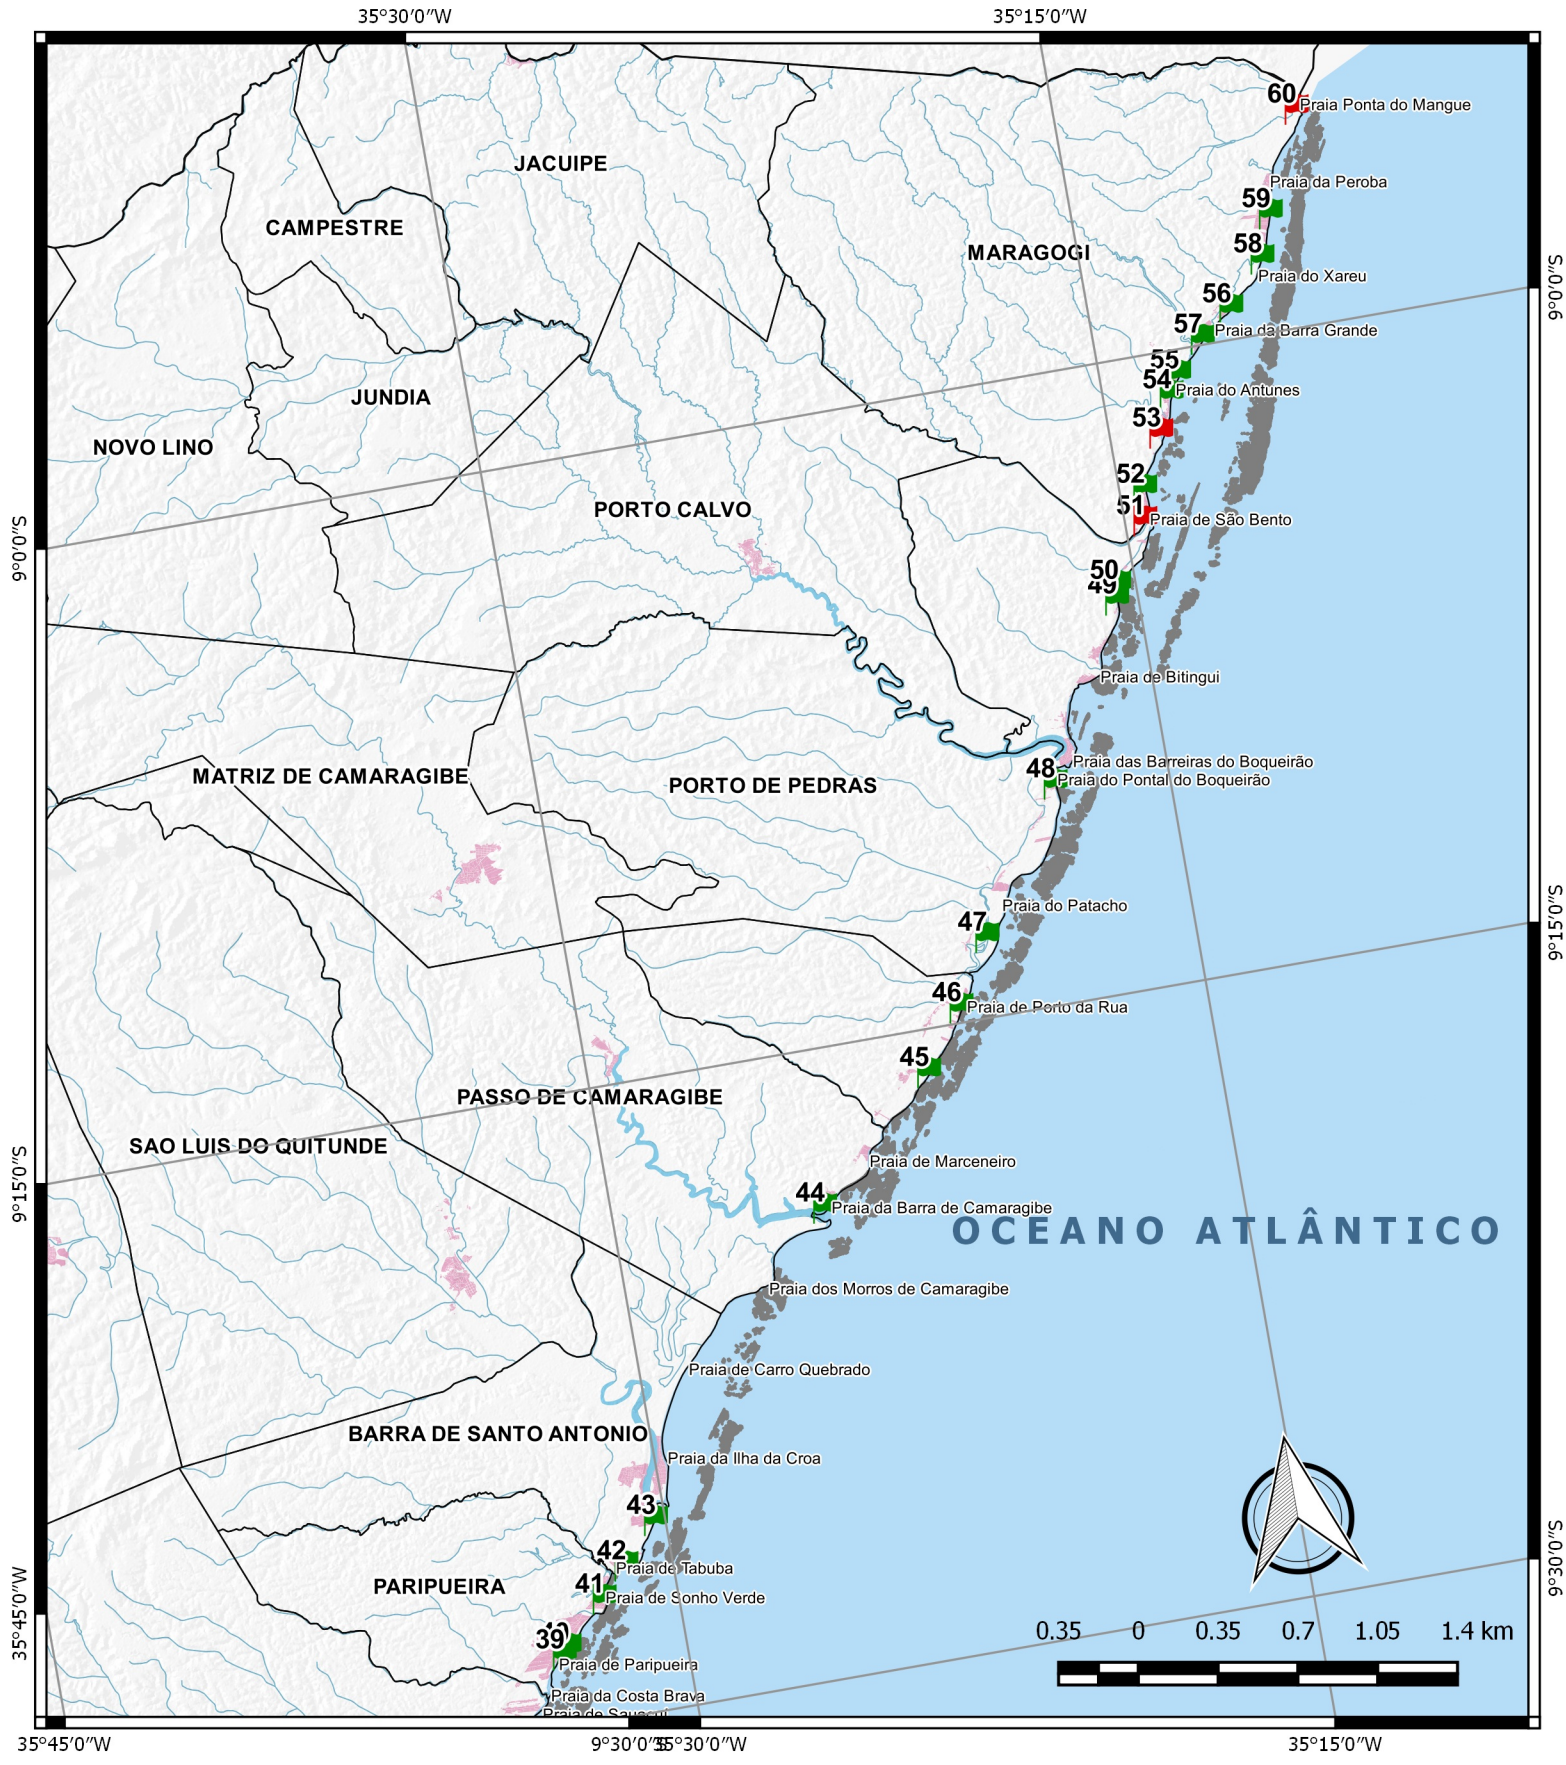 35°30′0″W
35°15′0″W
60
Praia Ponta do Mangue
JACUIPE
Praia da Peroba
59
CAMPESTRE
58
MARAGOGI
Praia do Xareu
9°0′0″S
56
57
Praia da Barra Grande
55
54
Praia do Antunes
JUNDIA
53
NOVO LINO
52
51
PORTO CALVO
Praia de São Bento
9°0′0″S
50
49
Praia de Bitingui
Praia das Barreiras do Boqueirão
48
Praia do Pontal do Boqueirão
MATRIZ DE CAMARAGIBE
PORTO DE PEDRAS
Praia do Patacho
47
9°15′0″S
46
Praia de Porto da Rua
45
PASSO DE CAMARAGIBE
SAO LUIS DO QUITUNDE
Praia de Marceneiro
9°15′0″S
44
Praia da Barra de Camaragibe
OCEANO ATLÂNTICO
Praia dos Morros de Camaragibe
Praia de Carro Quebrado
BARRA DE SANTO ANTONIO
Praia da Ilha da Croa
43
42
Praia de Tabuba
9°30′0″S
PARIPUEIRA
41
Praia de Sonho Verde
35°45′0″W
39
Praia de Paripueira
0.35 0 0.35 0.7 1.05 1.4 km
Praia da Costa Brava
35°45′0″W
9°30′0″S
35°30′0″W
35°15′0″W